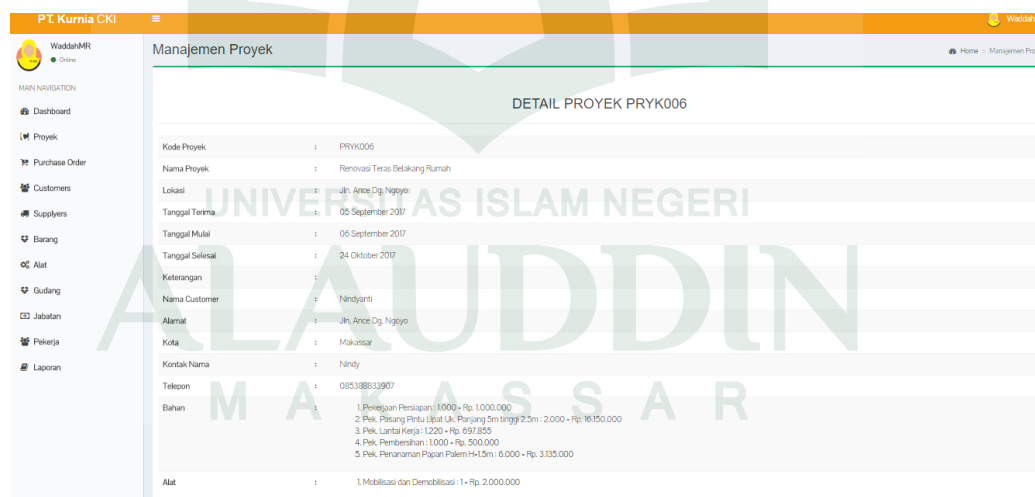 PT. Kurnia CKI
Waddah
WaddahMR
Online
MAIN NAVIGATION
Dashboard
Proyek
Purchase Order
Customers
Supplyers
Barang
Alat
Gudang
Jabatan
Pekerja
Laporan
Manajemen Proyek
Home > Manajemen Pro
DETAIL PROYEK PRYK006
Kode Proyek : PRYK006
Nama Proyek : Renovasi Teras Belakang Rumah
Lokasi : Jln. Ance Dg. Ngoyo
Tanggal Terima : 05 September 2017
Tanggal Mulai : 06 September 2017
Tanggal Selesai : 24 Oktober 2017
Keterangan :
Nama Customer : Nindyanti
Alamat : Jln. Ance Dg. Ngoyo
Kota : Makassar
Kontak Nama : Nindy
Telepon : 085388833907
Bahan : 1. Pekerjaan Persiapan : 1.000 - Rp. 1.000.000
2. Pek. Pasang Pintu Lipat Uk. Panjang 5m tinggi 2.5m : 2.000 - Rp. 16.150.000
3. Pek. Lantai Kerja : 1.220 - Rp. 697.855
4. Pek. Pembersihan : 1.000 - Rp. 500.000
5. Pek. Penanaman Papan Palem H=1.5m : 6.000 - Rp. 3.135.000
Alat : 1. Mobilisasi dan Demobilisasi : 1 - Rp. 2.000.000
UNIVERSITAS ISLAM NEGERI
ALAUDDIN
MAKASSAR